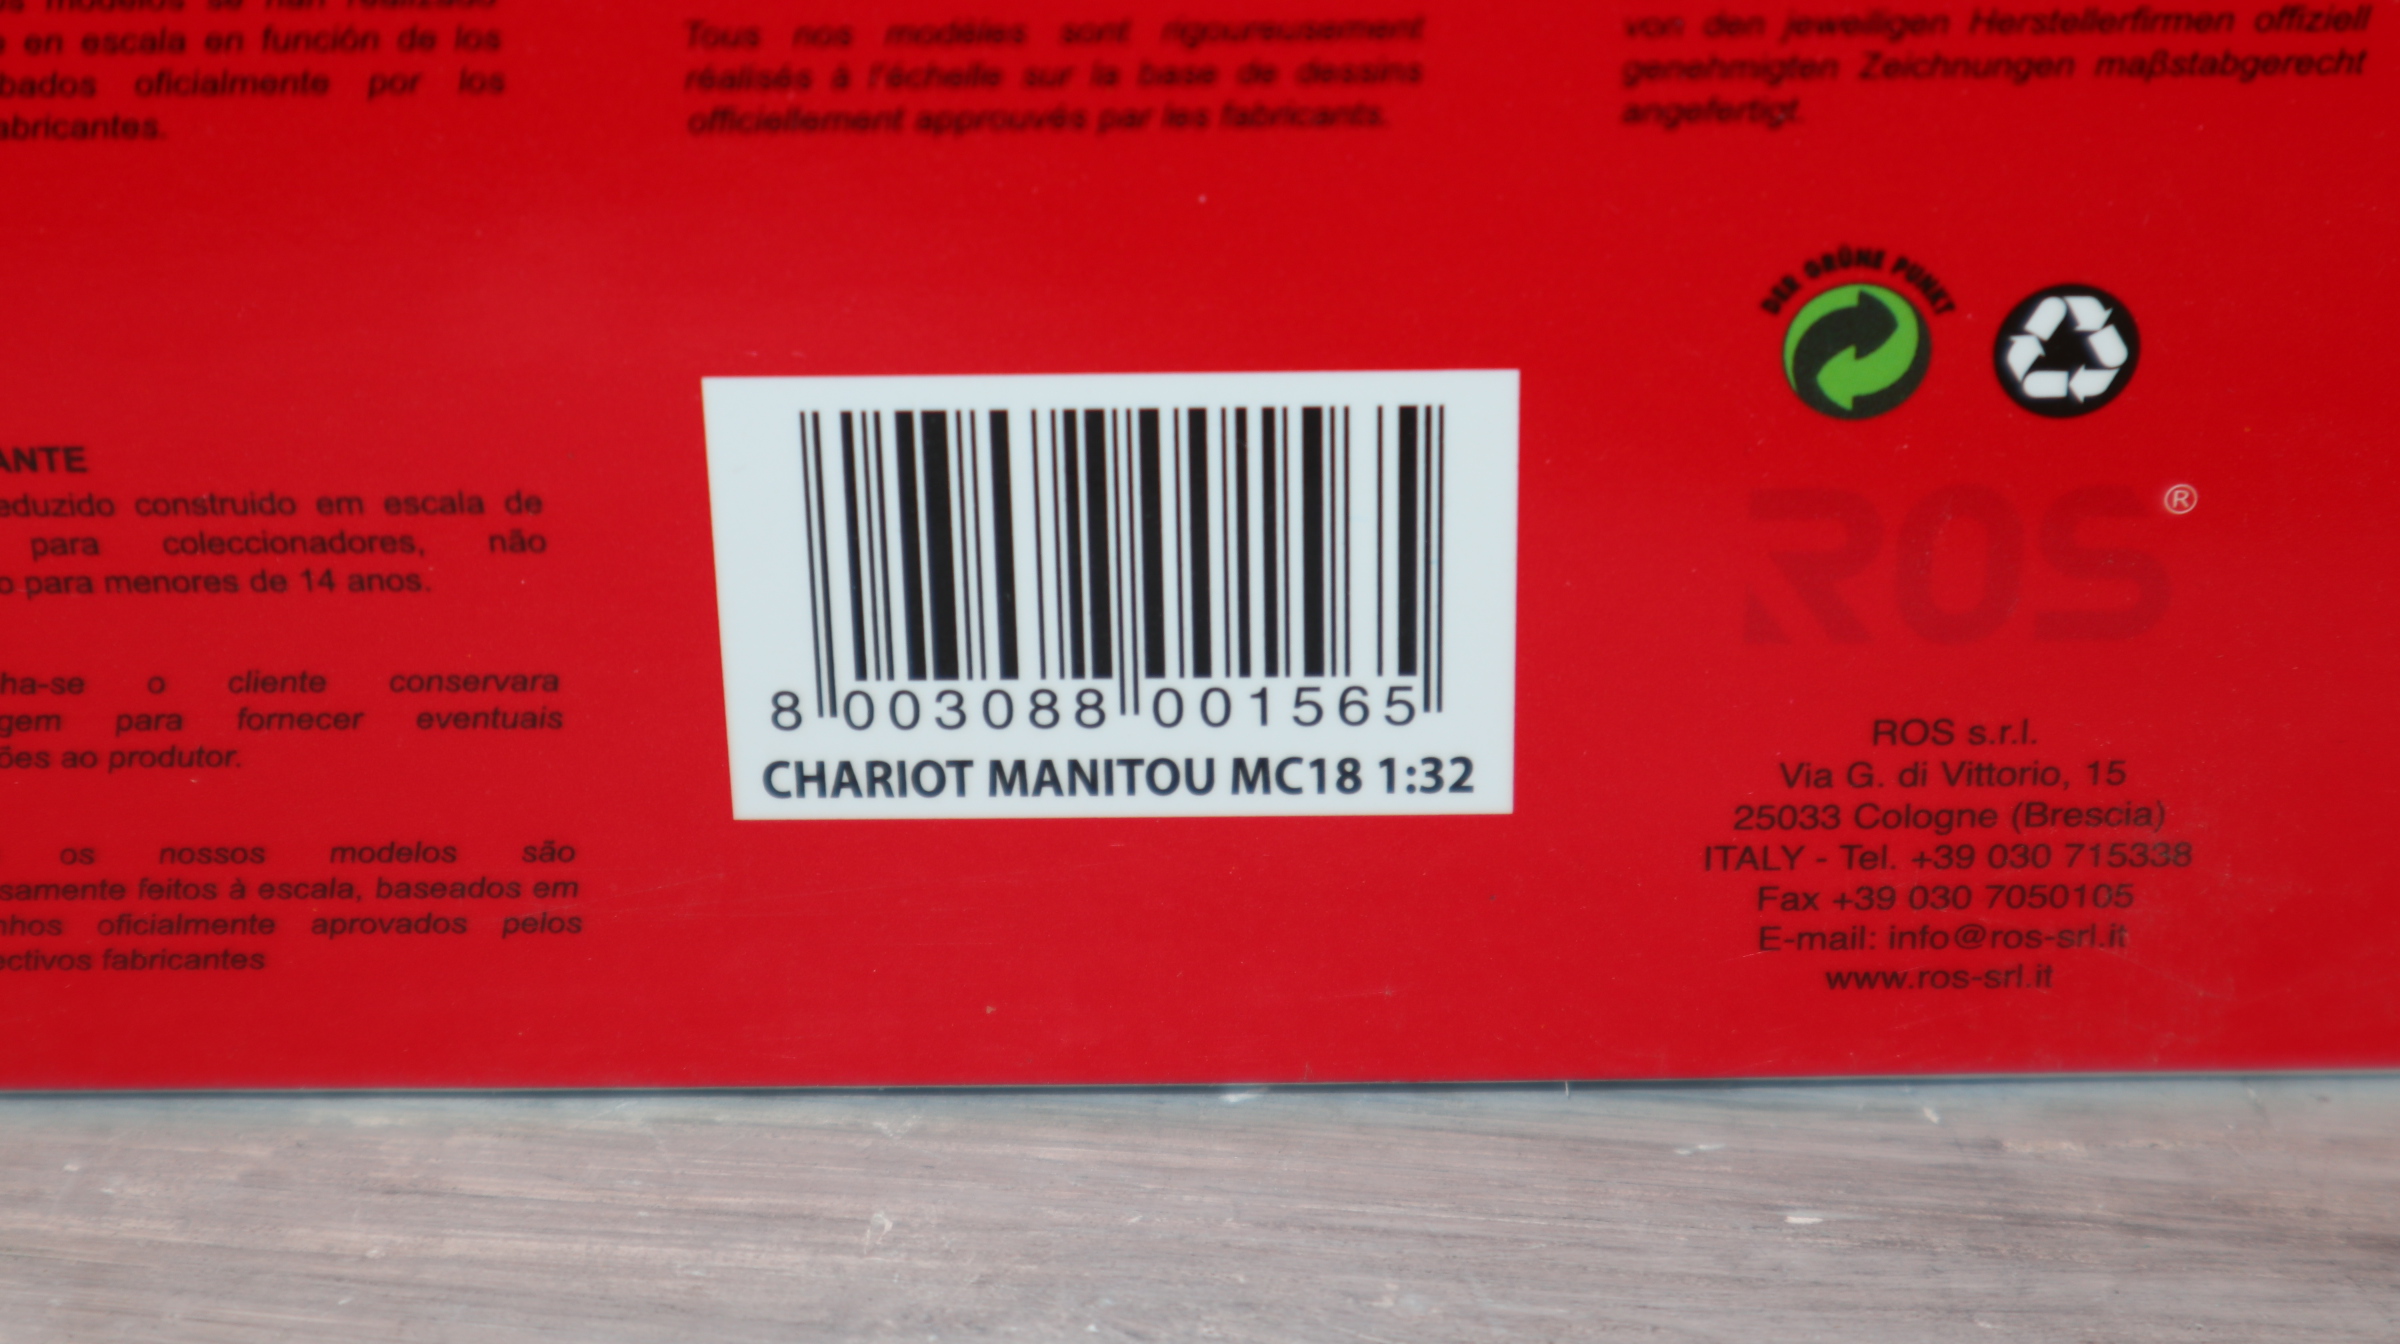 en escala en función de los
oficialmente por los
Tous nos modèles sont rigoureusement
réalisés à l'échelle sur la base de dessins
officiellement approuvés par les fabricants.
von den jeweiligen Herstellerfirmen offiziell
genehmigten Zeichnungen maßstabgerecht
angefertigt.
ANTE
eduzido construido em escala de
para coleccionadores, não
o para menores de 14 anos.
ha-se o cliente conservara
gem para fornecer eventuais
ões ao produtor.
os nossos modelos são
samente feitos à escala, baseados em
nhos oficialmente aprovados pelos
ectivos fabricantes
8 003088 001565
CHARIOT MANITOU MC18 1:32
DER GRÜNE PUNKT
ROS®
ROS s.r.l.
Via G. di Vittorio, 15
25033 Cologne (Brescia)
ITALY - Tel. +39 030 715338
Fax +39 030 7050105
E-mail: info@ros-srl.it
www.ros-srl.it